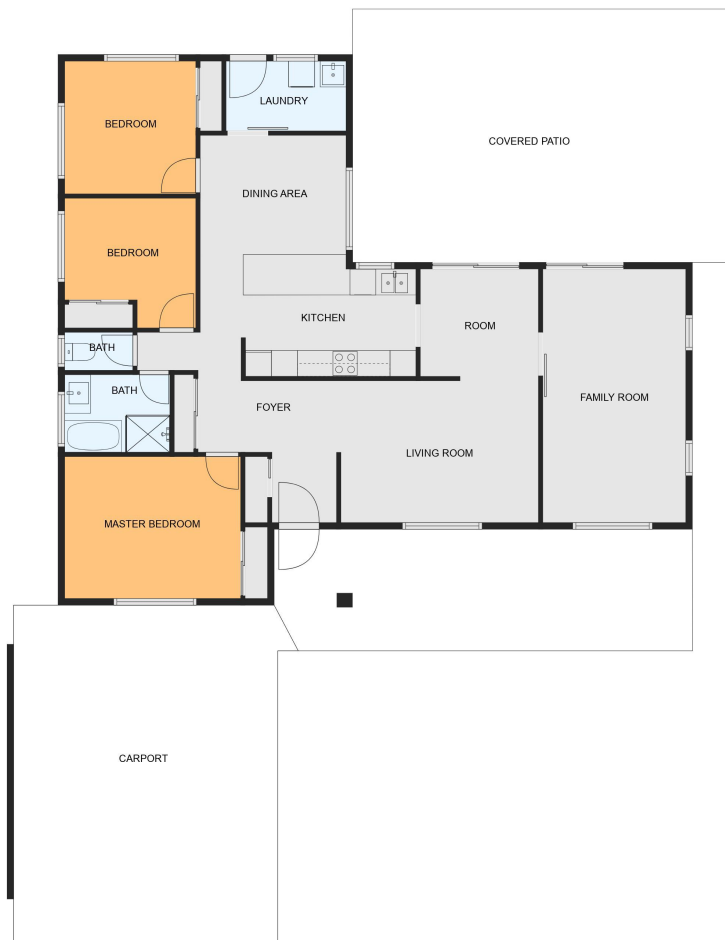 LAUNDRY
BEDROOM
COVERED PATIO
DINING AREA
BEDROOM
KITCHEN
ROOM
BATH
BATH
FOYER
FAMILY ROOM
LIVING ROOM
MASTER BEDROOM
CARPORT